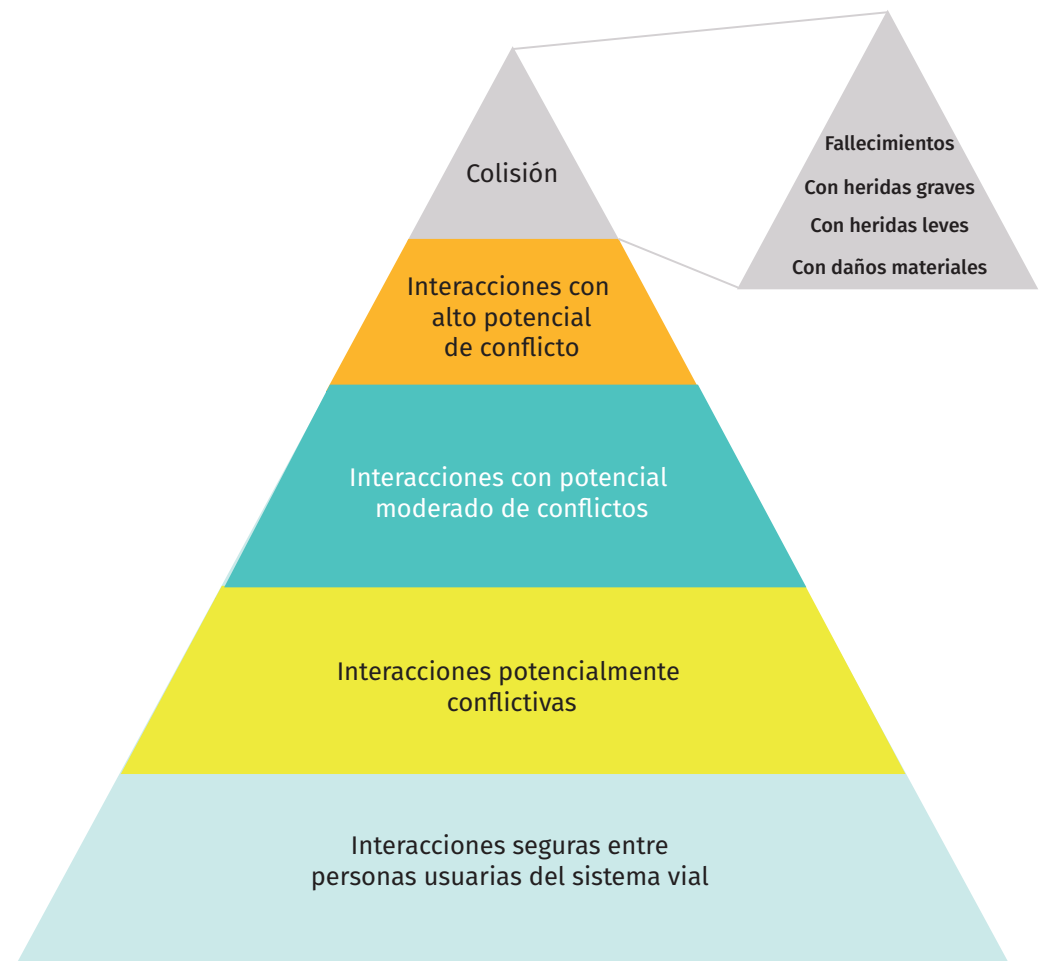 Colisión
Fallecimientos
Con heridas graves
Con heridas leves
Con daños materiales
Interacciones con
alto potencial
de conflicto
Interacciones con potencial
moderado de conflictos
Interacciones potencialmente
conflictivas
Interacciones seguras entre
personas usuarias del sistema vial